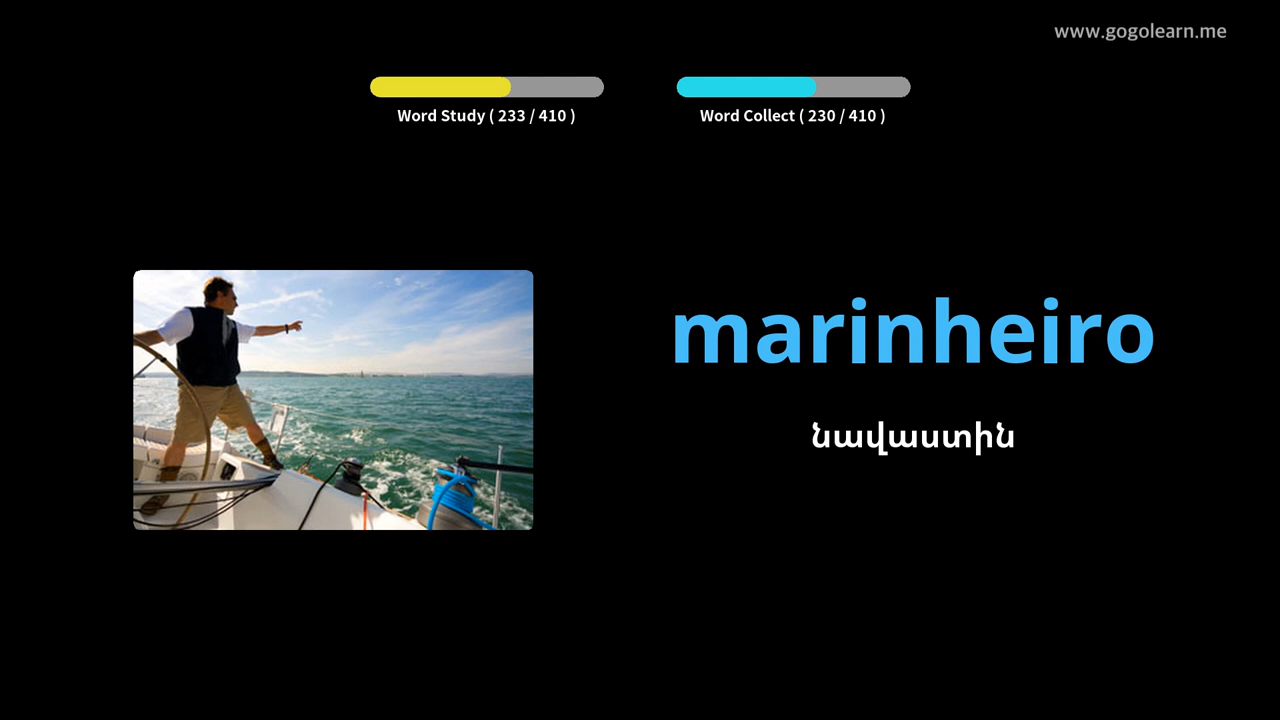 www.gogolearn.me
Word Study ( 233 / 410 )
Word Collect ( 230 / 410 )
marinheiro
նավաստին